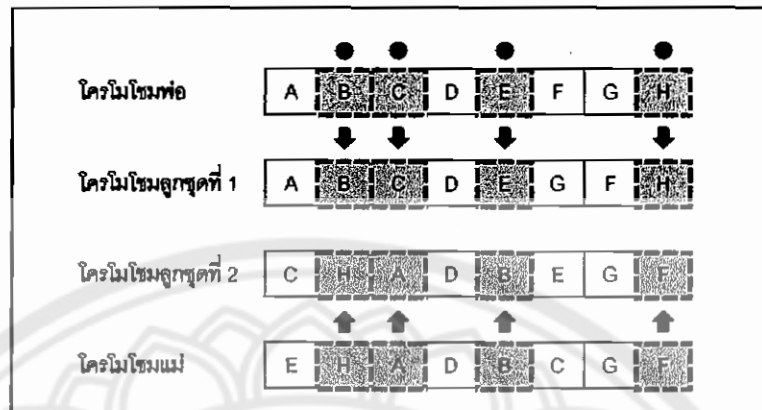 โครโมโซมพ่อ A B C D E F G H
โครโมโซมลูกชุดที่ 1 A B C D E G F H
โครโมโซมลูกชุดที่ 2 C H A D B E G F
โครโมโซมแม่ E H A D B C G F